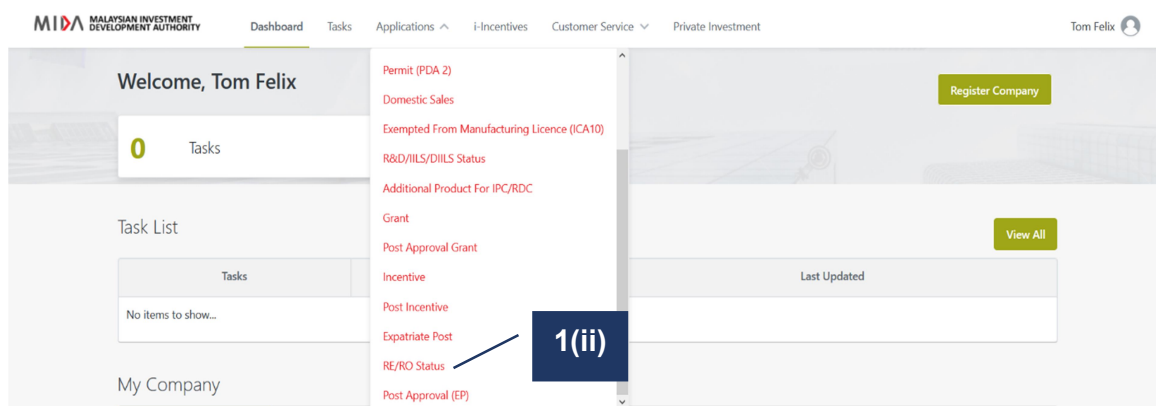 MIDA MALAYSIAN INVESTMENT DEVELOPMENT AUTHORITY Dashboard Tasks Applications i-Incentives Customer Service Private Investment Tom Felix
Welcome, Tom Felix
Register Company
0 Tasks
Permit (PDA 2)
Domestic Sales
Exempted From Manufacturing Licence (ICA10)
R&D/IILS/DIILS Status
Additional Product For IPC/RDC
Grant
Post Approval Grant
Incentive
Post Incentive
Expatriate Post
RE/RO Status
Post Approval (EP)
1(ii)
Task List
View All
Tasks Last Updated
No items to show...
My Company